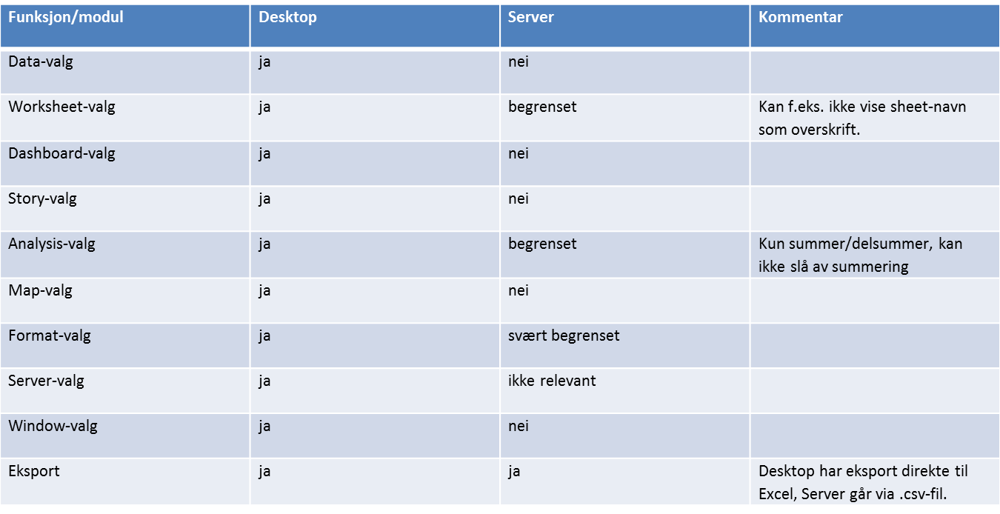 Funksjon/modul Desktop Server Kommentar
Data-valg ja nei
Worksheet-valg ja begrenset Kan f.eks. ikke vise sheet-navn
som overskrift.
Dashboard-valg ja nei
Story-valg ja nei
Analysis-valg ja begrenset Kun summer/delsummer, kan
ikke slå av summering
Map-valg ja nei
Format-valg ja svært begrenset
Server-valg ja ikke relevant
Window-valg ja nei
Eksport ja ja Desktop har eksport direkte til
Excel, Server går via .csv-fil.